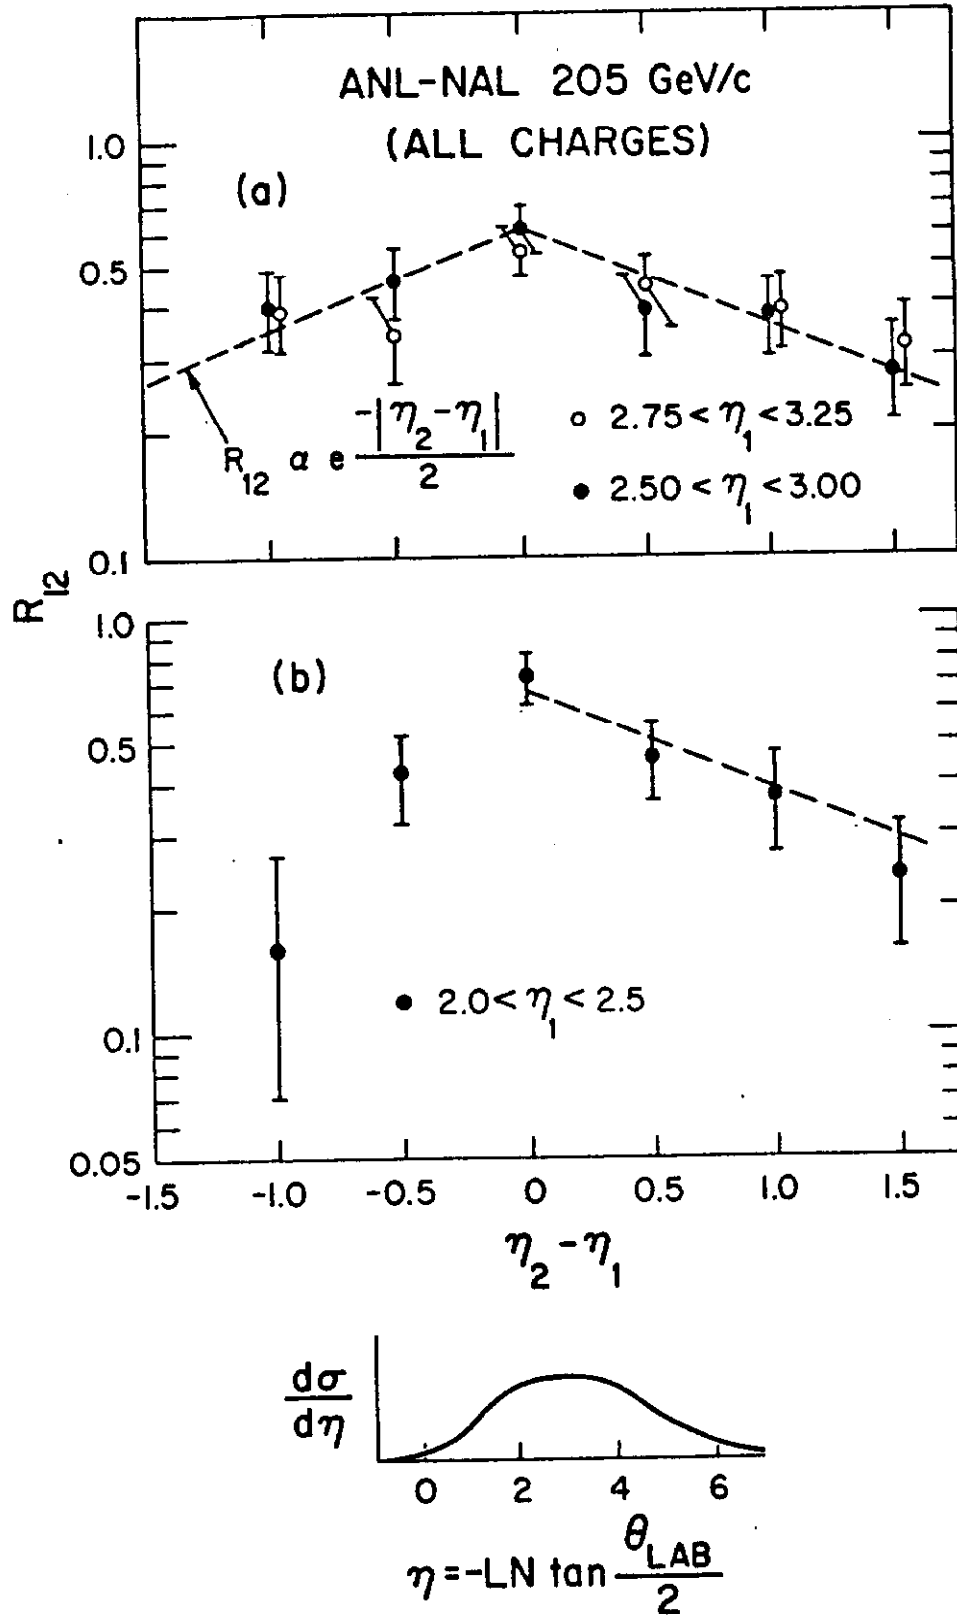 ANL-NAL 205 GeV/c
(ALL CHARGES)
(a)
1.0
0.5
0.1
R₁₂ α e -|η₂-η₁|/2
○ 2.75 < η₁ < 3.25
● 2.50 < η₁ < 3.00
R₁₂
(b)
1.0
0.5
0.1
0.05
● 2.0 < η₁ < 2.5
-1.5 -1.0 -0.5 0 0.5 1.0 1.5
η₂-η₁
dσ/dη
0 2 4 6
η = -LN tan θ_LAB/2